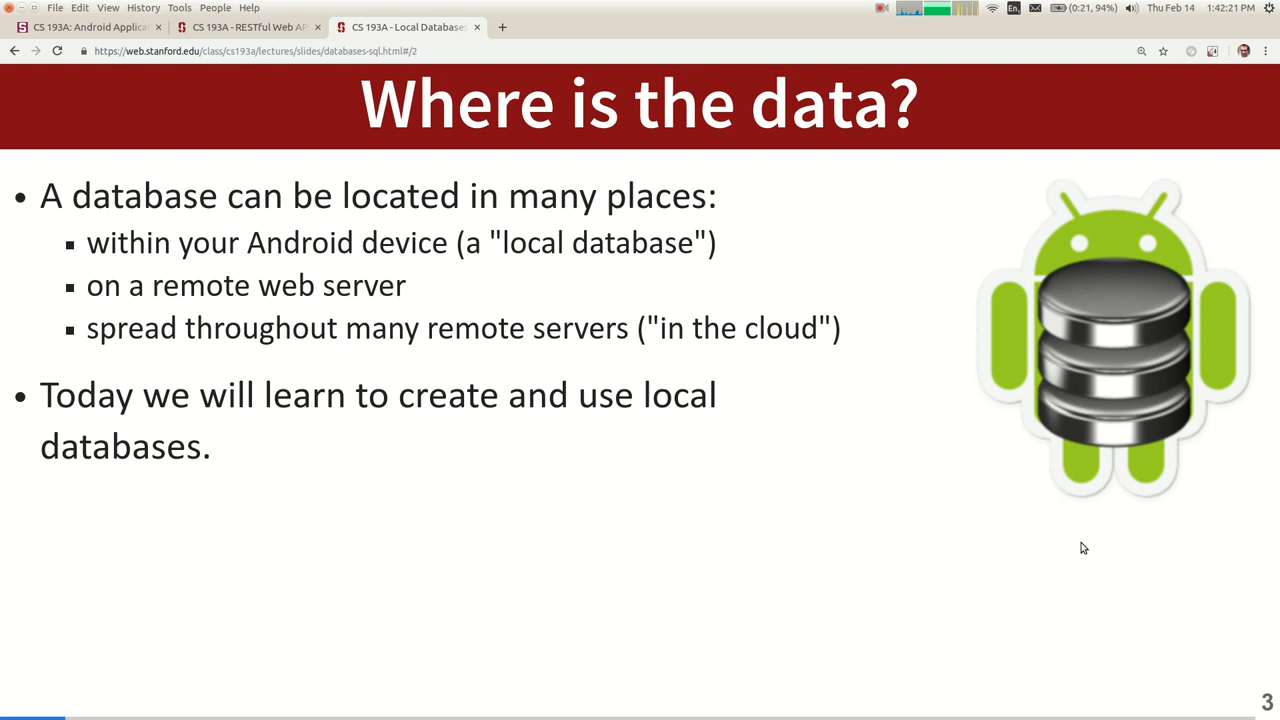 File Edit View History Tools People Help
En (0:21, 94%) Thu Feb 14 1:42:21 PM
CS 193A: Android Applica CS 193A - RESTful Web AP CS 193A - Local Databases
https://web.stanford.edu/class/cs193a/lectures/slides/databases-sql.html#/2
Where is the data?
• A database can be located in many places:
▪ within your Android device (a "local database")
▪ on a remote web server
▪ spread throughout many remote servers ("in the cloud")
• Today we will learn to create and use local
databases.
3